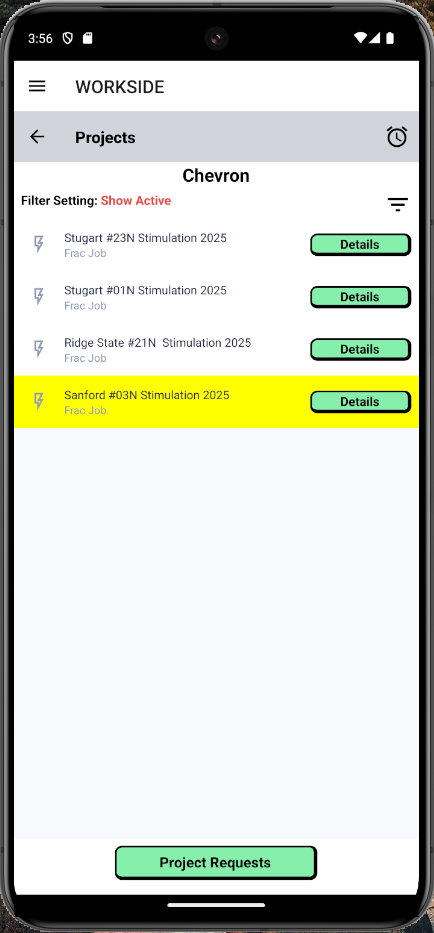 3:56
WORKSIDE
Projects
Chevron
Filter Setting: Show Active
Stugart #23N Stimulation 2025
Frac Job
Details
Stugart #01N Stimulation 2025
Frac Job
Details
Ridge State #21N  Stimulation 2025
Frac Job
Details
Sanford #03N Stimulation 2025
Frac Job
Details
Project Requests